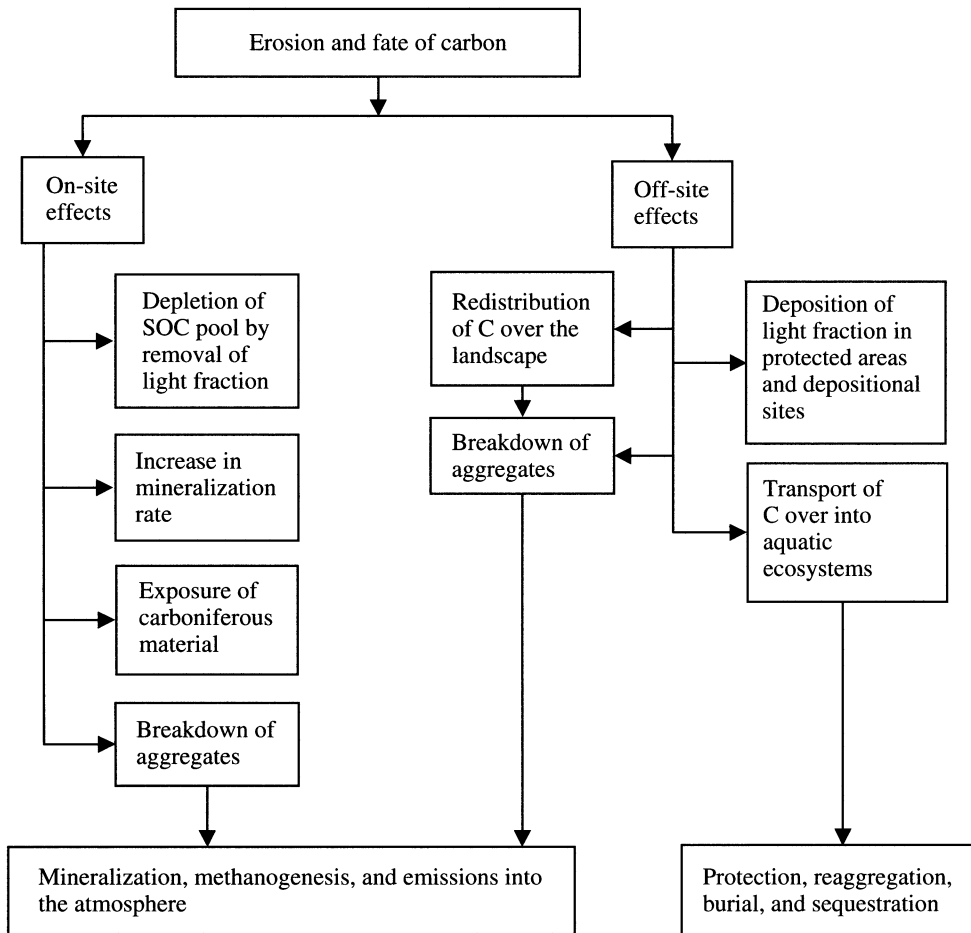 Erosion and fate of carbon
On-site
effects
Off-site
effects
Depletion of
SOC pool by
removal of
light fraction
Increase in
mineralization
rate
Exposure of
carboniferous
material
Breakdown of
aggregates
Redistribution
of C over the
landscape
Breakdown of
aggregates
Deposition of
light fraction in
protected areas
and depositional
sites
Transport of
C over into
aquatic
ecosystems
Mineralization, methanogenesis, and emissions into
the atmosphere
Protection, reaggregation,
burial, and sequestration